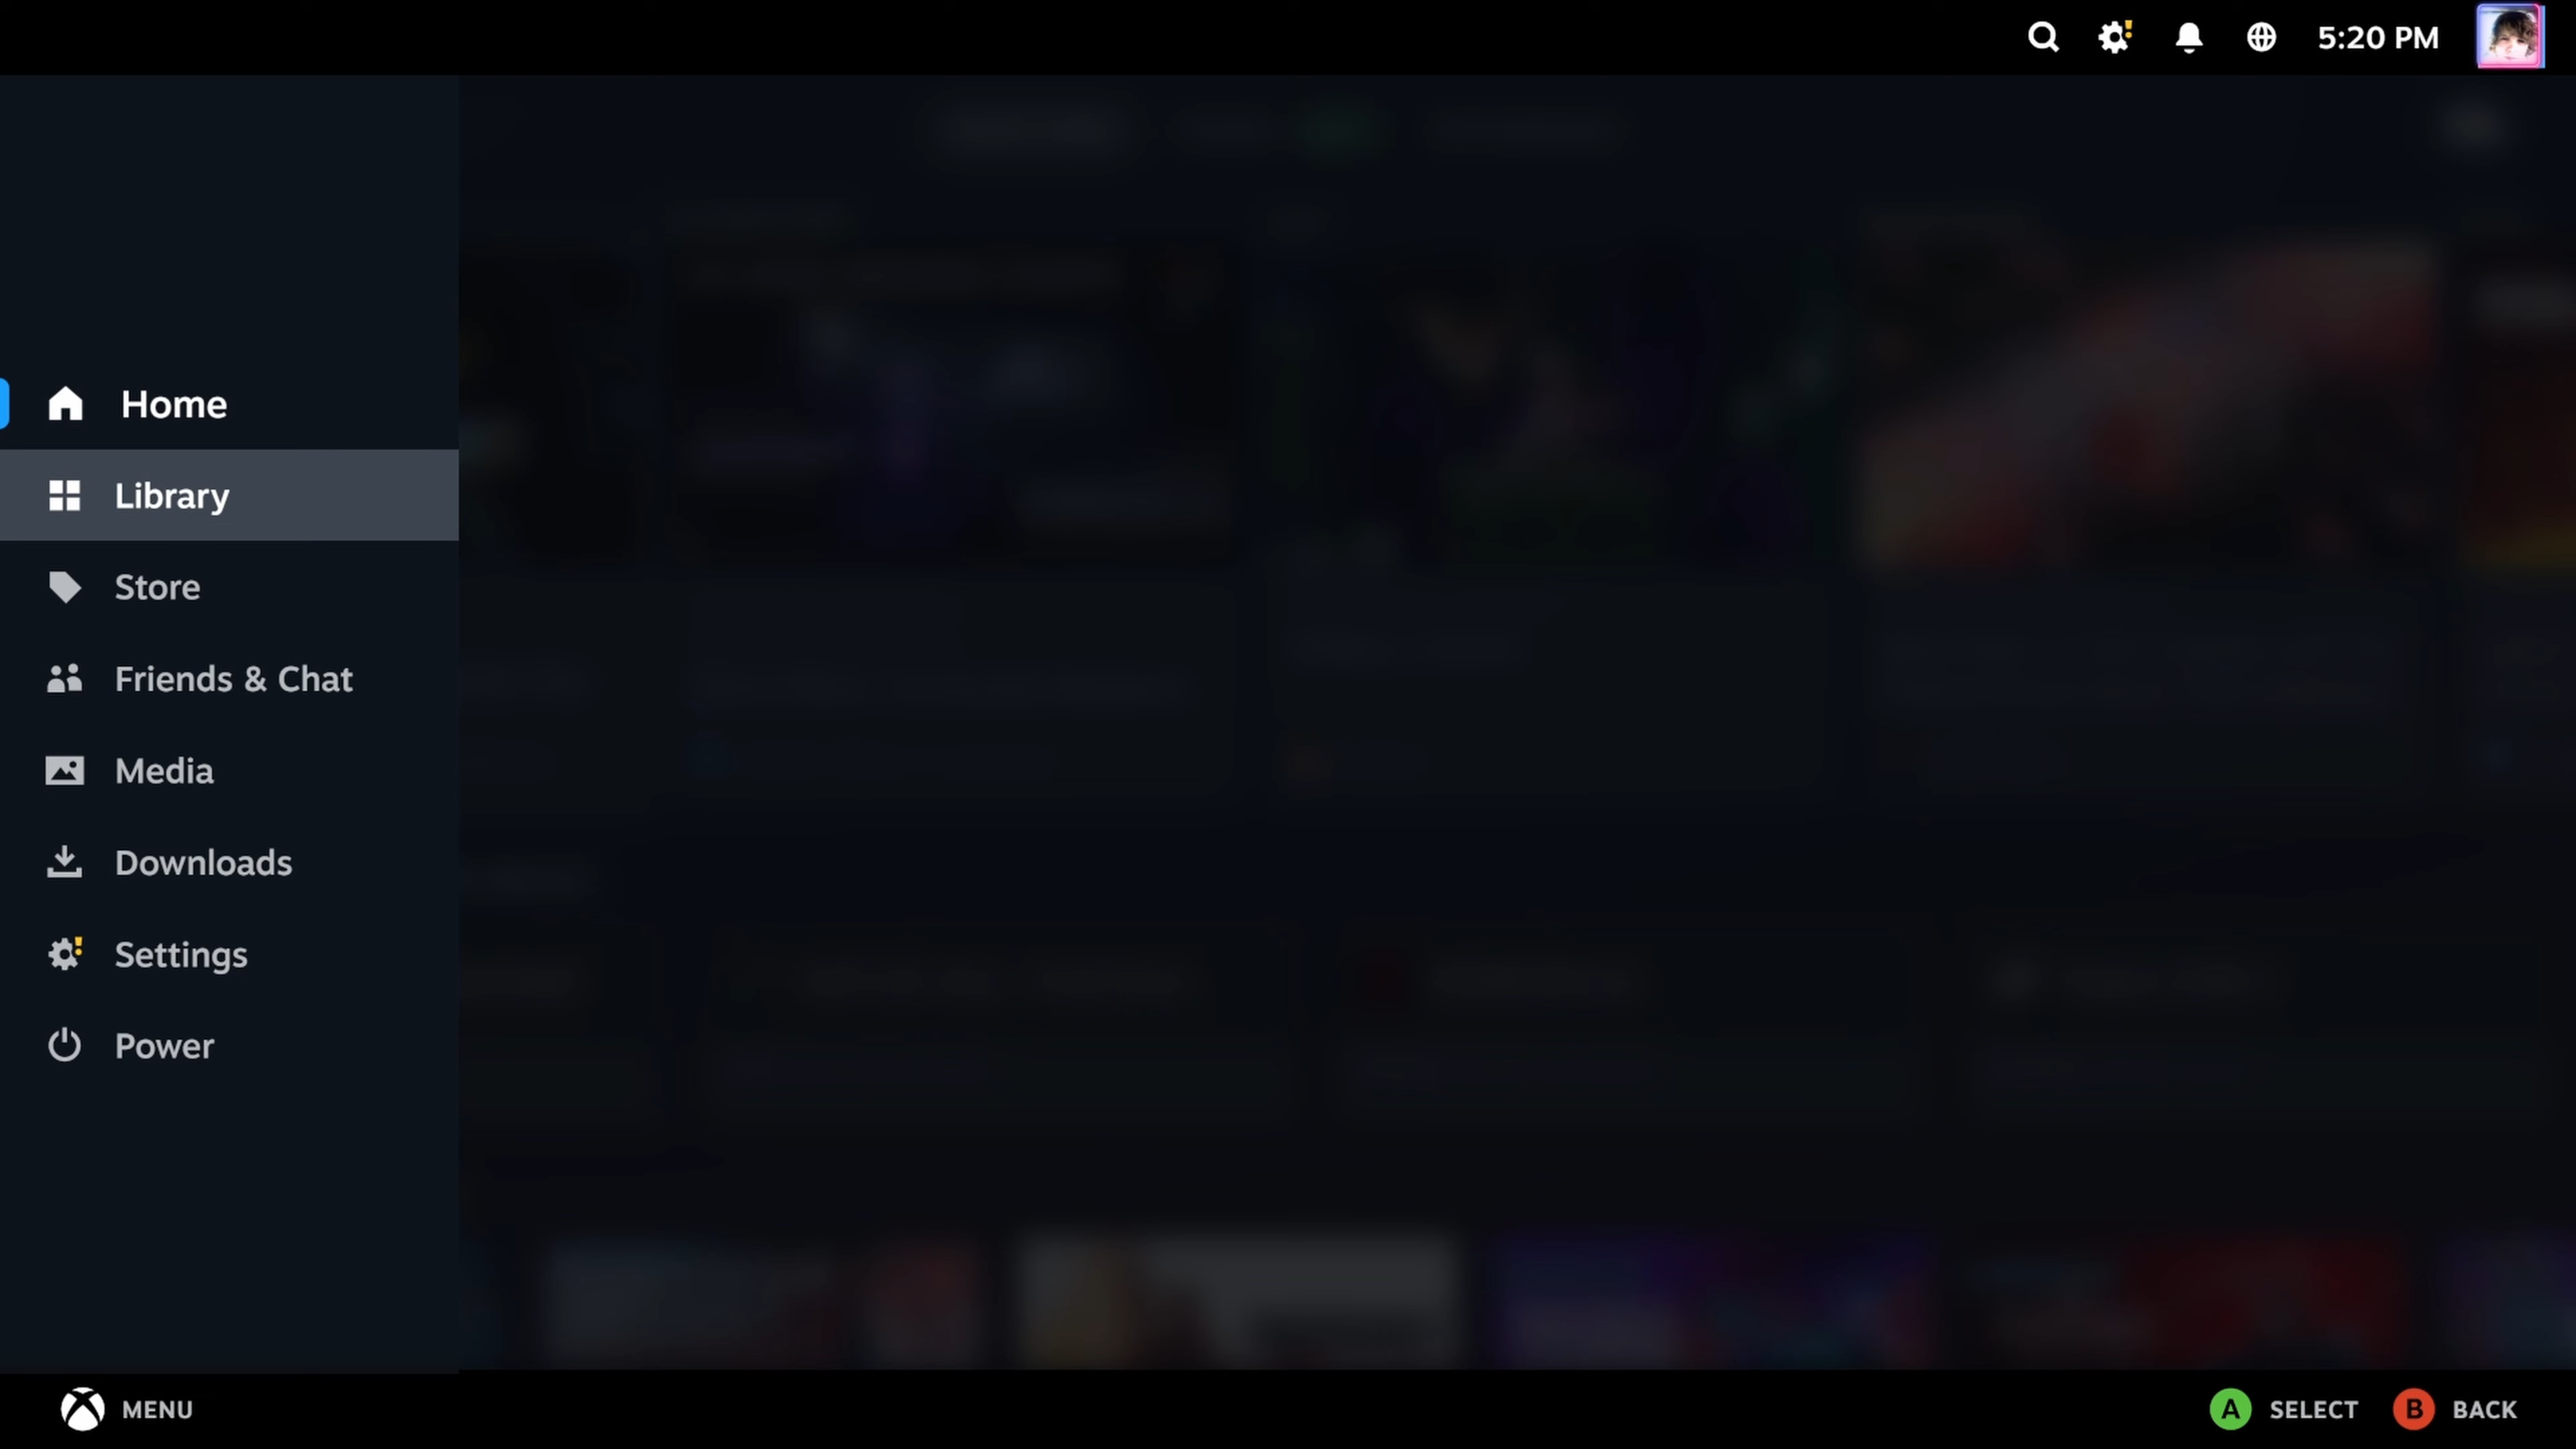 5:20 PM
Home
Library
Store
Friends & Chat
Media
Downloads
Settings
Power
MENU
A SELECT B BACK